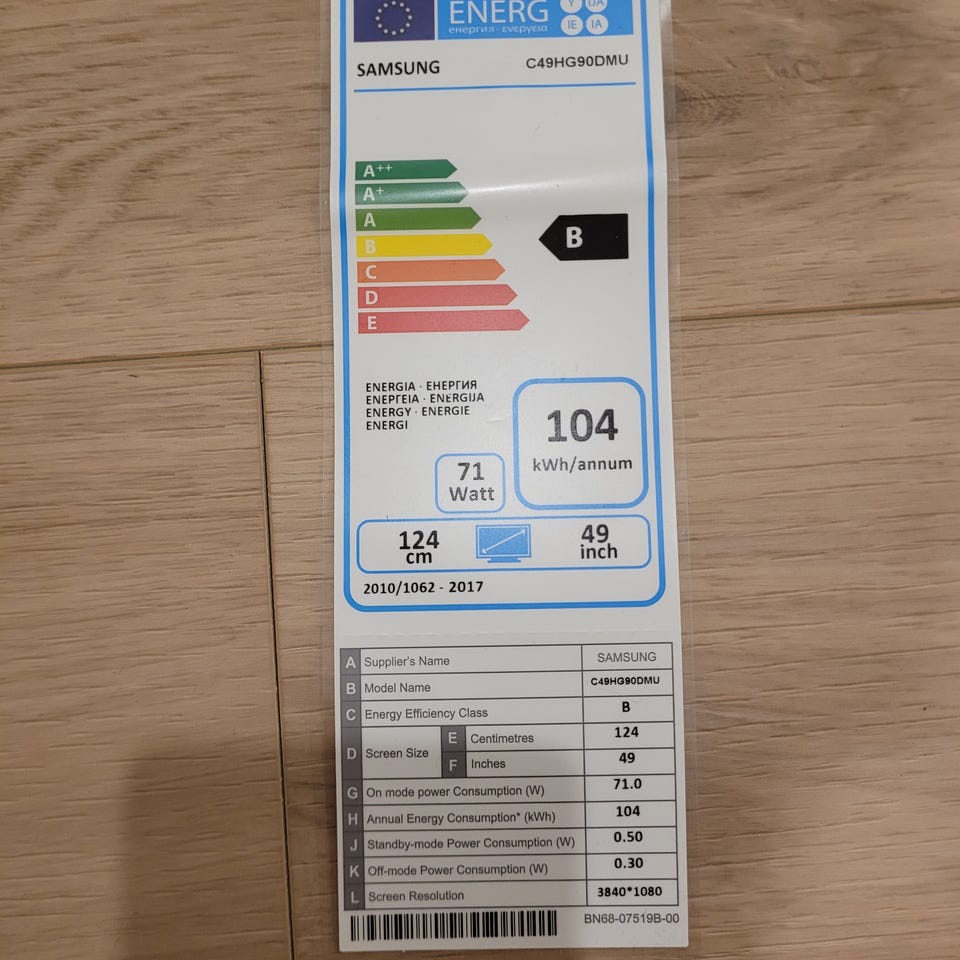 ENERG Y IJA
енергия · ενεργεια IE IA
SAMSUNG C49HG90DMU
A++
A+
A
B
B
C
D
E
ENERGIA · ЕНЕРГИЯ
ΕΝΕΡΓΕΙΑ · ENERGIJA
ENERGY · ENERGIE
ENERGI
104
kWh/annum
71
Watt
124
cm
49
inch
2010/1062 - 2017
A Supplier's Name SAMSUNG
B Model Name C49HG90DMU
C Energy Efficiency Class B
D Screen Size E Centimetres 124
F Inches 49
G On mode power Consumption (W) 71.0
H Annual Energy Consumption* (kWh) 104
J Standby-mode Power Consumption (W) 0.50
K Off-mode Power Consumption (W) 0.30
L Screen Resolution 3840*1080
BN68-07519B-00